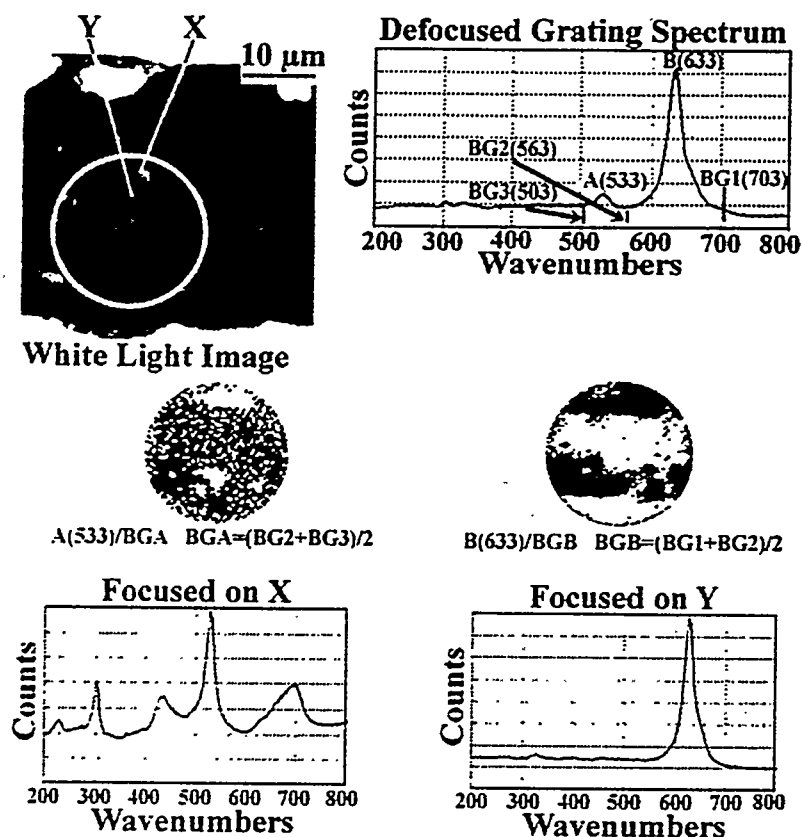 Y X
10 µm
White Light Image
Defocused Grating Spectrum
B(633)
BG2(563)
A(533)
BG3(503)
BG1(703)
Counts
200 300 400 500 600 700 800
Wavenumbers
A(533)/BGA BGA=(BG2+BG3)/2
B(633)/BGB BGB=(BG1+BG2)/2
Focused on X
Counts
200 300 400 500 600 700 800
Wavenumbers
Focused on Y
Counts
200 300 400 500 600 700 800
Wavenumbers